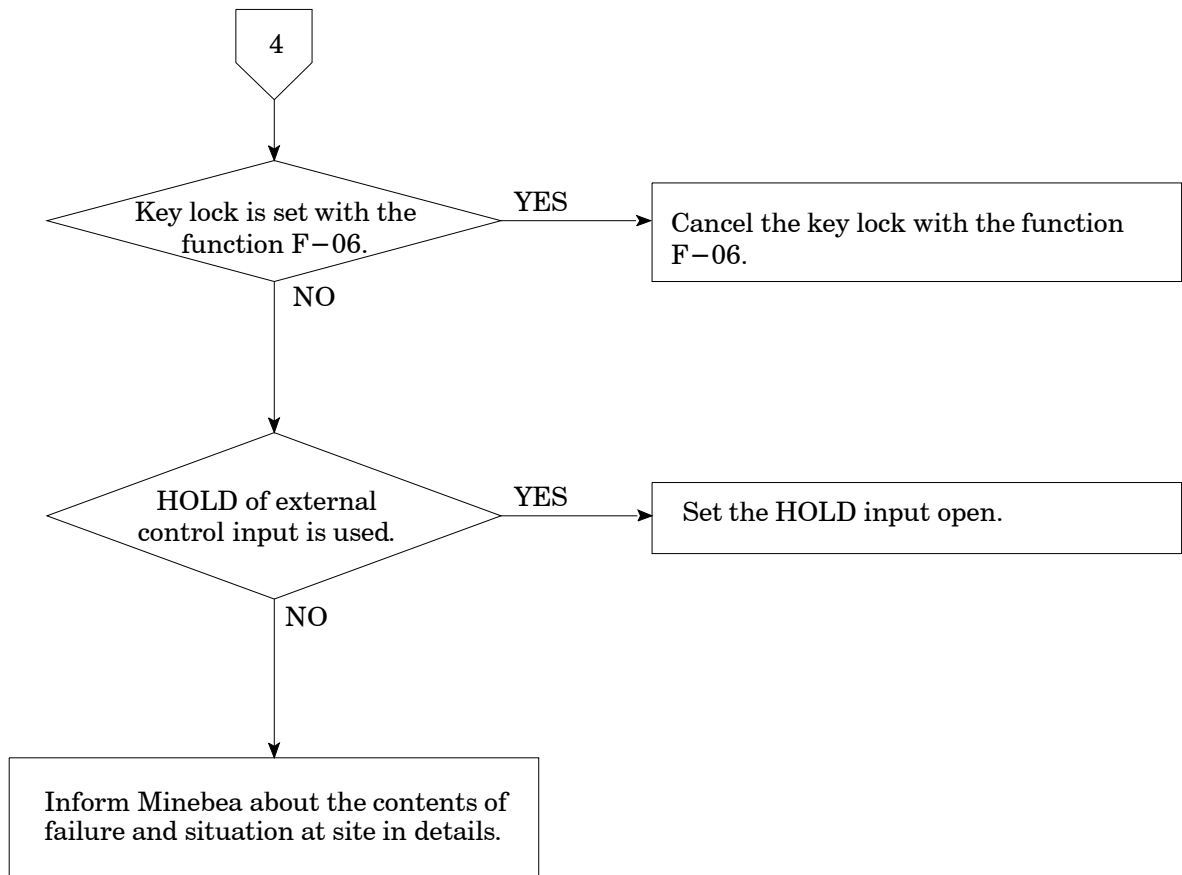 4
Key lock is set with the
function F−06.
YES
Cancel the key lock with the function
F−06.
NO
HOLD of external
control input is used.
YES
Set the HOLD input open.
NO
Inform Minebea about the contents of
failure and situation at site in details.